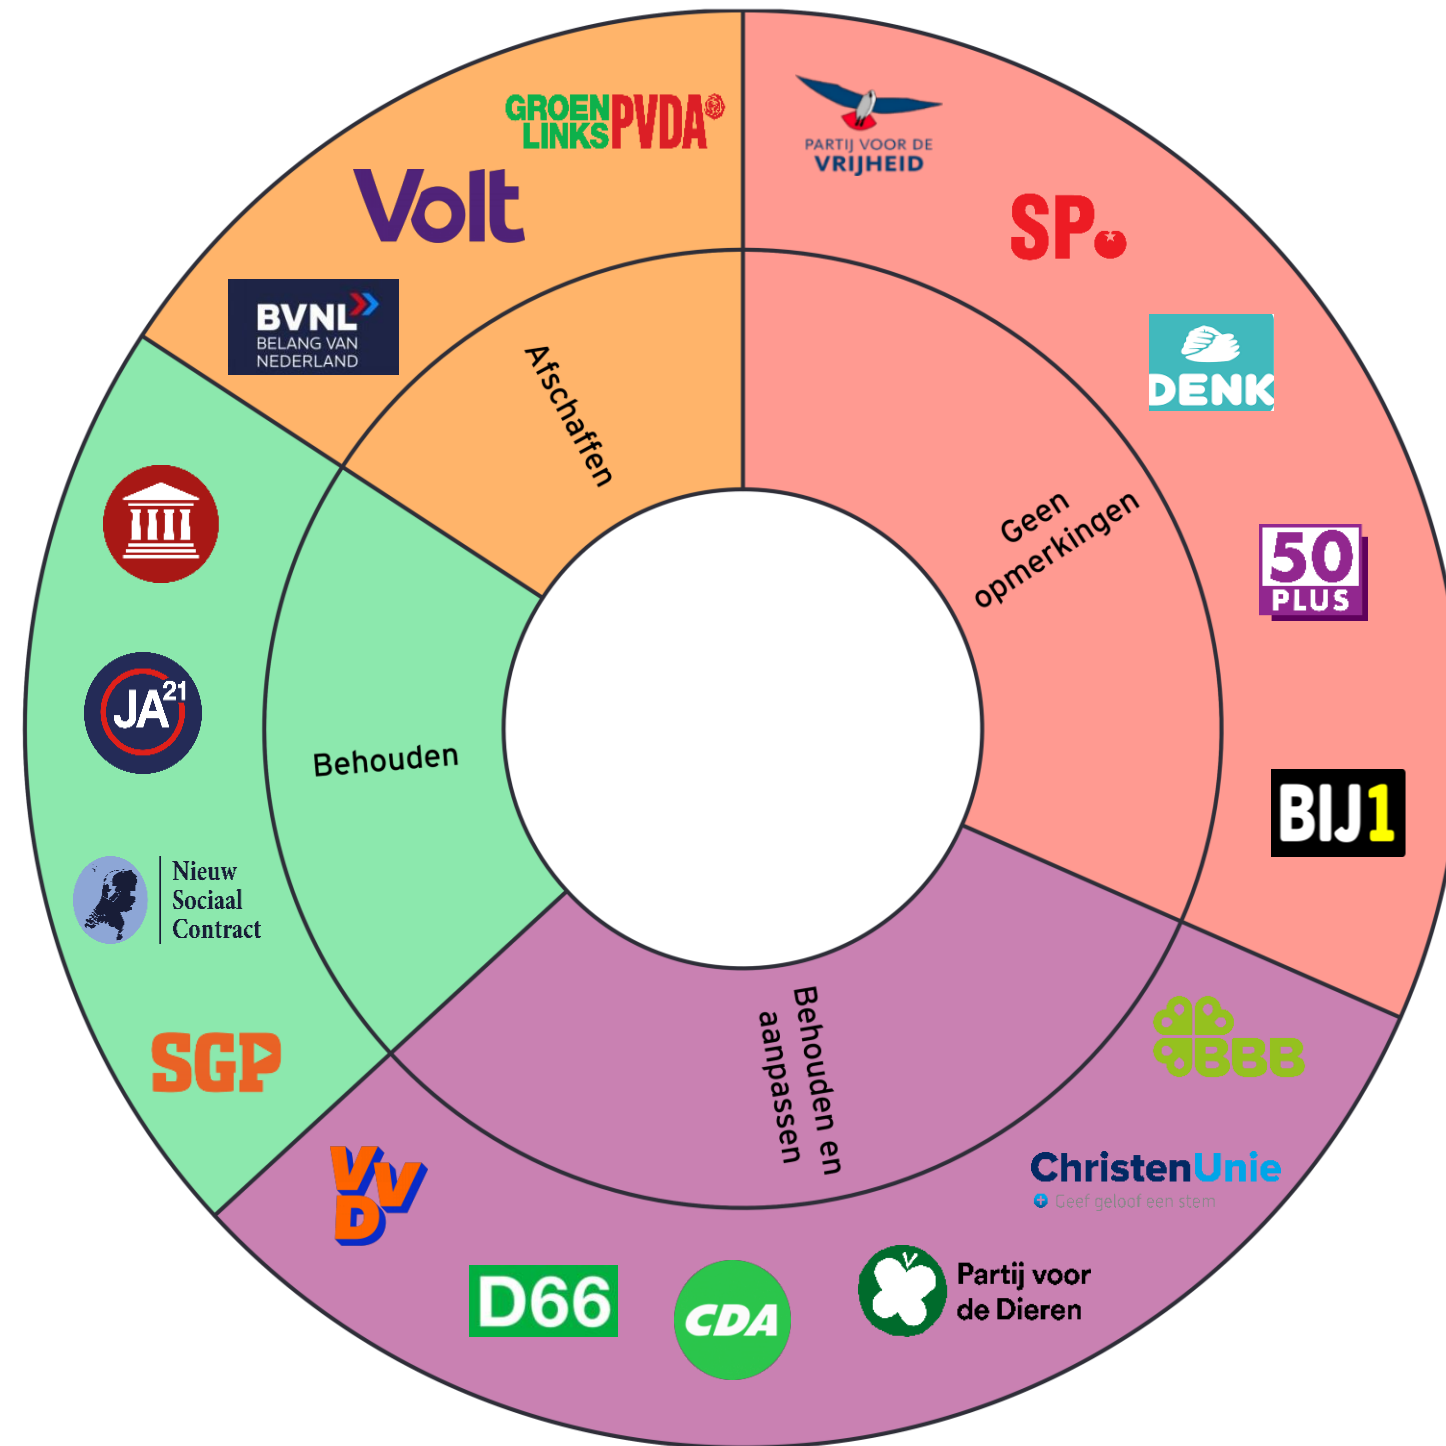 GROEN
LINKS
PVDA
Volt
BVNL
BELANG VAN
NEDERLAND
Afschaffen
PARTIJ VOOR DE
VRIJHEID
SP
DENK
50
PLUS
BIJ1
Geen
opmerkingen
JA21
Nieuw
Sociaal
Contract
SGP
Behouden
Behouden en
aanpassen
BBB
ChristenUnie
Geef geloof een stem
Partij voor
de Dieren
CDA
D66
VVD